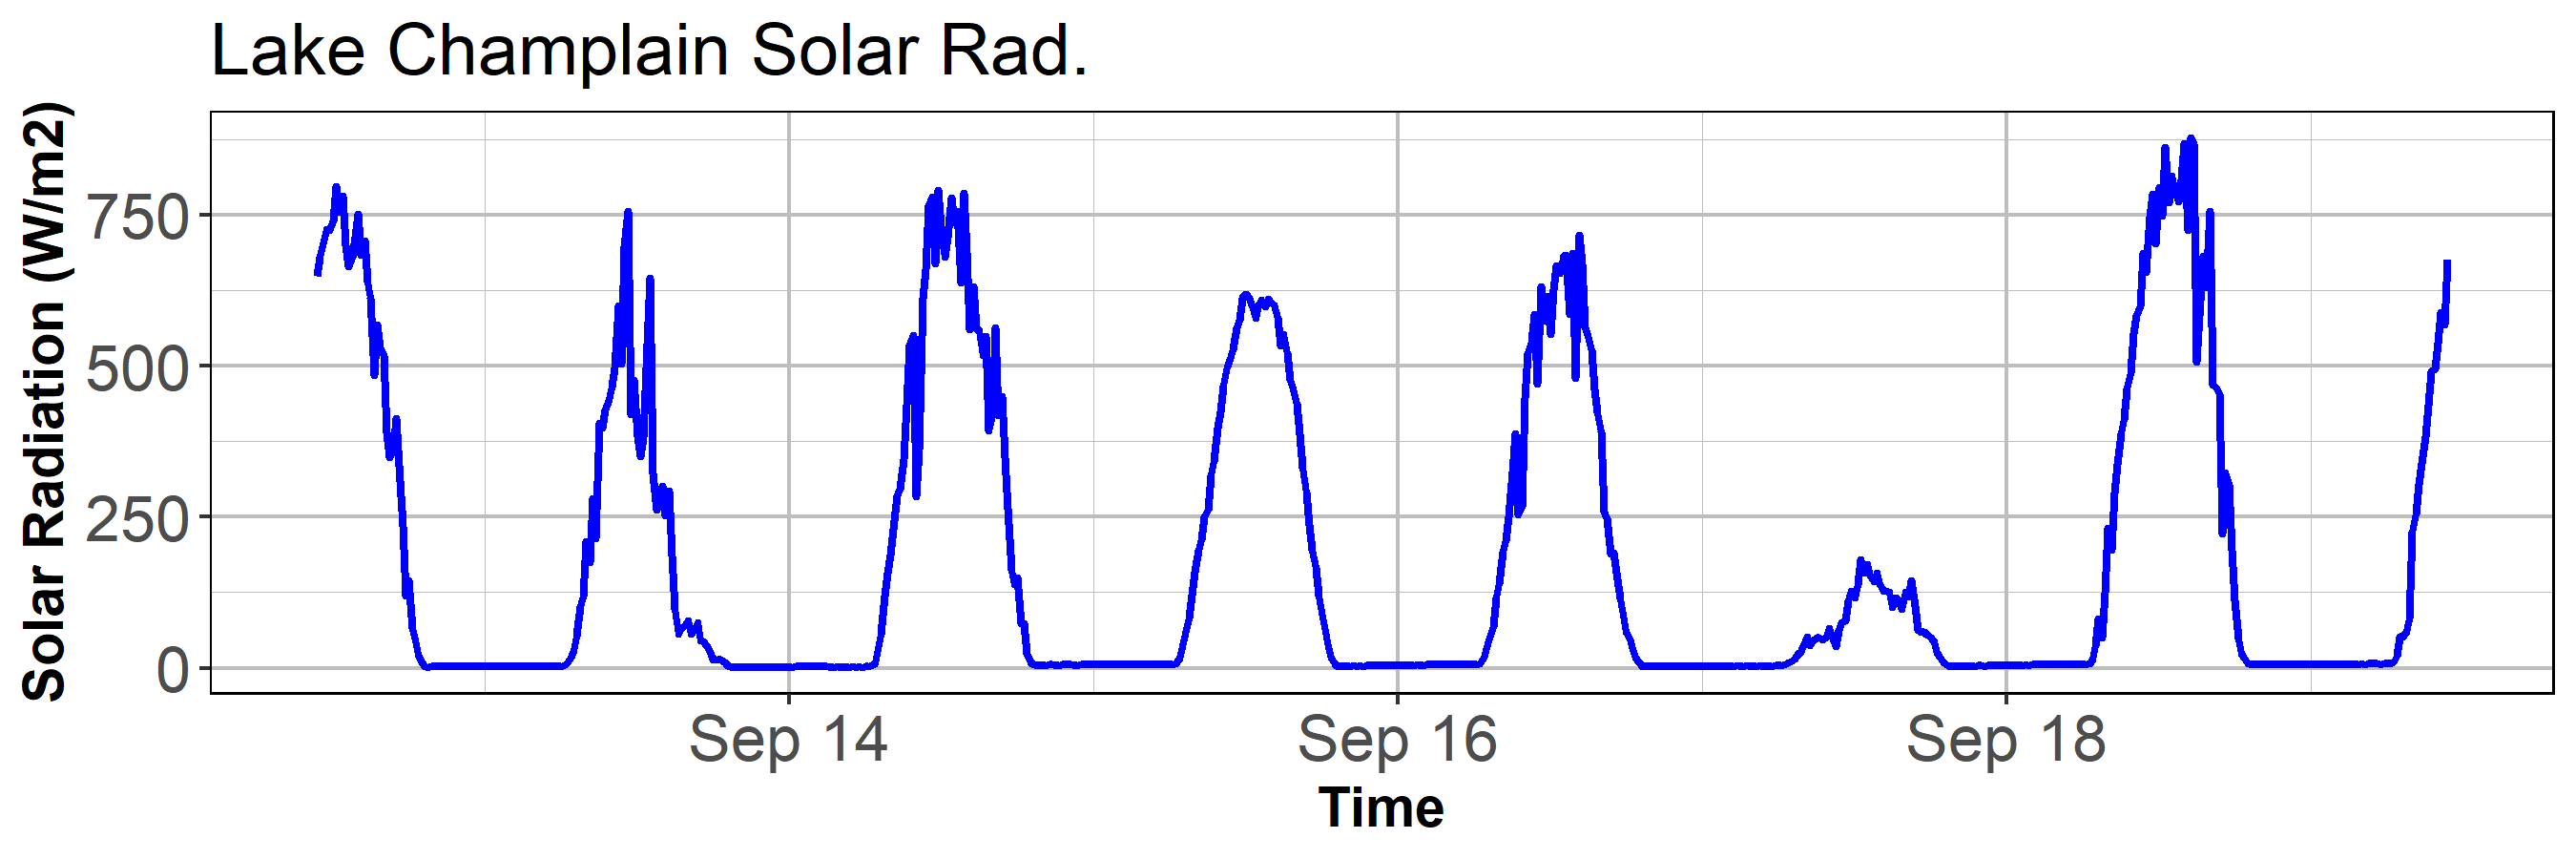 Lake Champlain Solar Rad.
Solar Radiation (W/m2)
750
500
250
0
Sep 14
Sep 16
Sep 18
Time